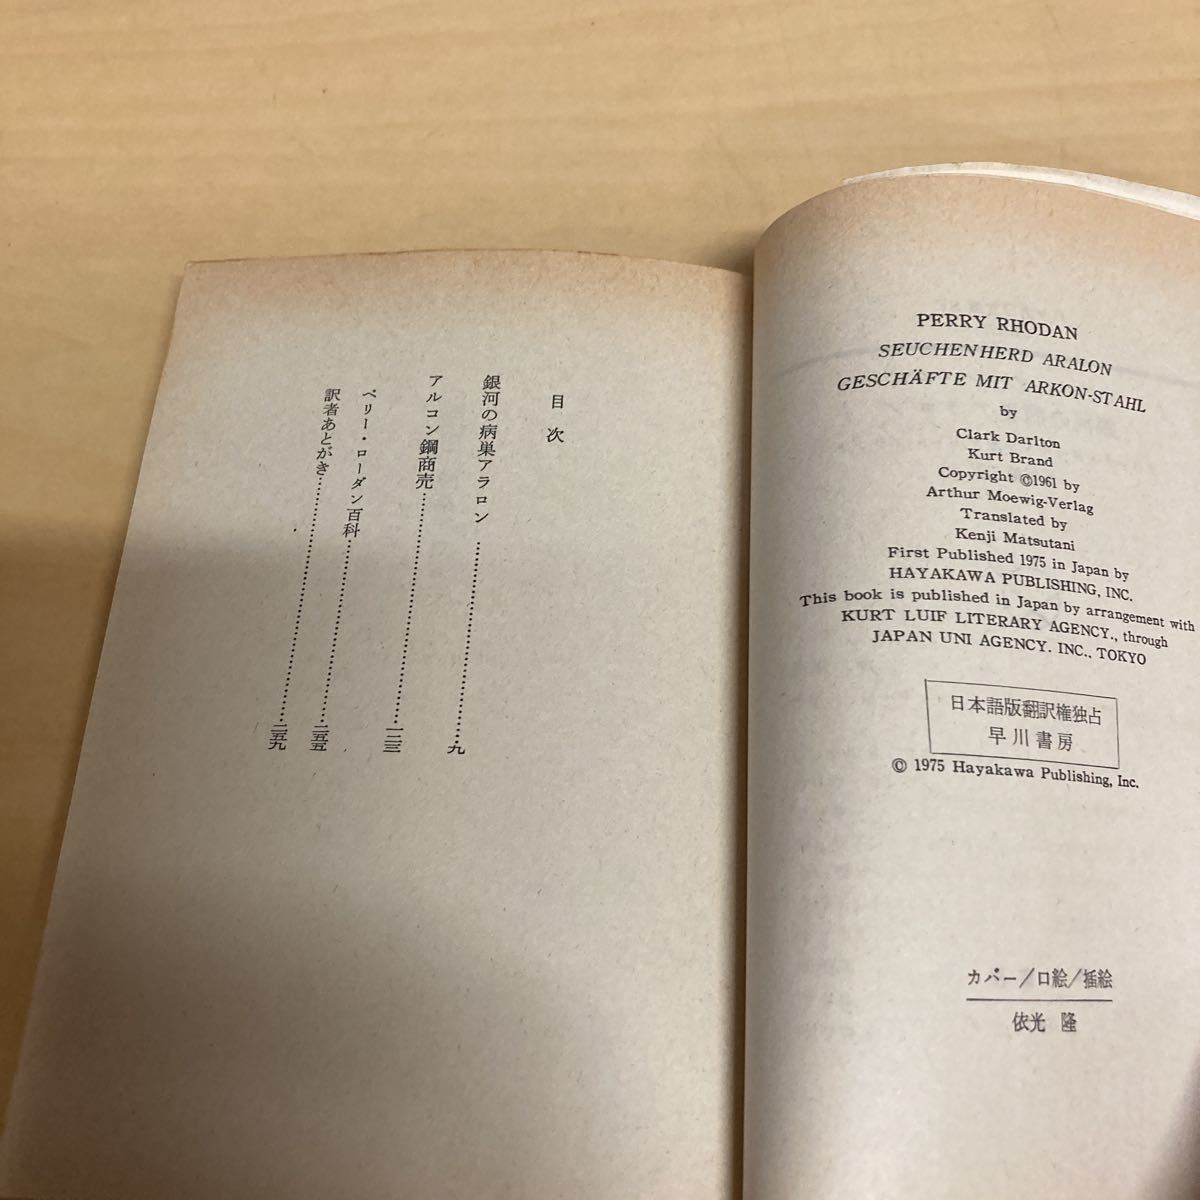 PERRY RHODAN
SEUCHENHERD ARALON
GESCHÄFTE MIT ARKON-STAHL
by
Clark Darlton
Kurt Brand
Copyright ©1961 by
Arthur Moewig-Verlag
Translated by
Kenji Matsutani
First Published 1975 in Japan by
HAYAKAWA PUBLISHING, INC.
This book is published in Japan by arrangement with
KURT LUIF LITERARY AGENCY., through
JAPAN UNI AGENCY. INC., TOKYO
日本語版翻訳権独占
早川書房
© 1975 Hayakawa Publishing, Inc.
カバー/口絵/插絵
依光 隆
目次
銀河の病巣アラロン……………………九
アルコン鋼商売……………………一二三
ペリー・ローダン百科……………………二五五
訳者あとがき……………………二五九